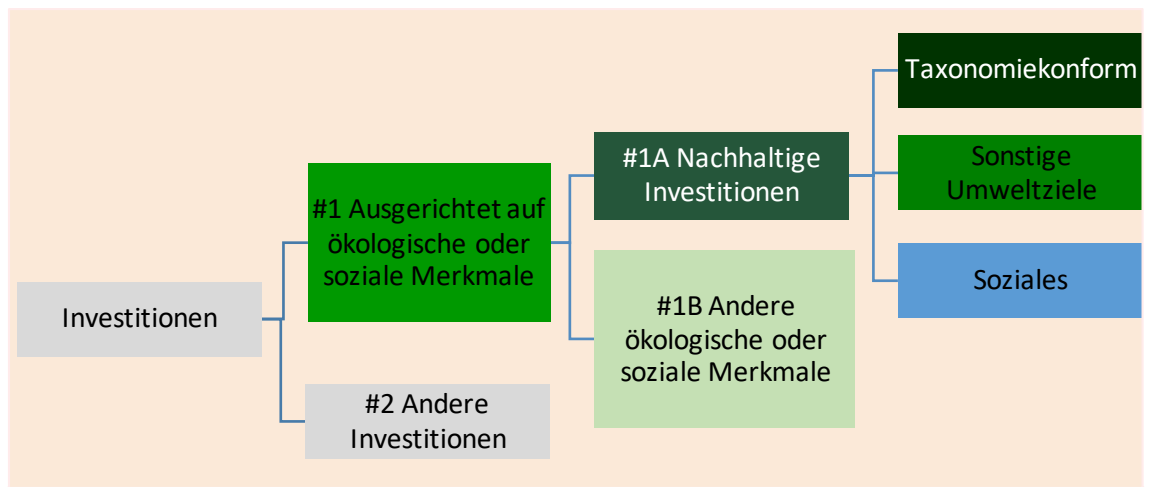 Investitionen
#1 Ausgerichtet auf
ökologische oder
soziale Merkmale
#2 Andere
Investitionen
#1A Nachhaltige
Investitionen
#1B Andere
ökologische oder
soziale Merkmale
Taxonomiekonform
Sonstige
Umweltziele
Soziales